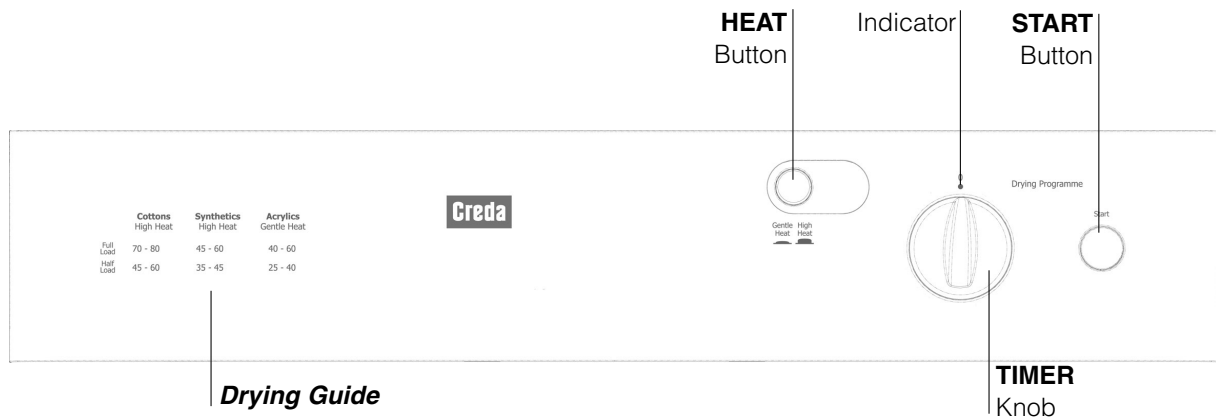 HEAT
Button
Indicator
START
Button
Cottons Synthetics Acrylics
High Heat High Heat Gentle Heat
Full
Load 70 - 80 45 - 60 40 - 60
Half
Load 45 - 60 35 - 45 25 - 40
Creda
Gentle High
Heat Heat
0
Drying Programme
Start
Drying Guide
TIMER
Knob